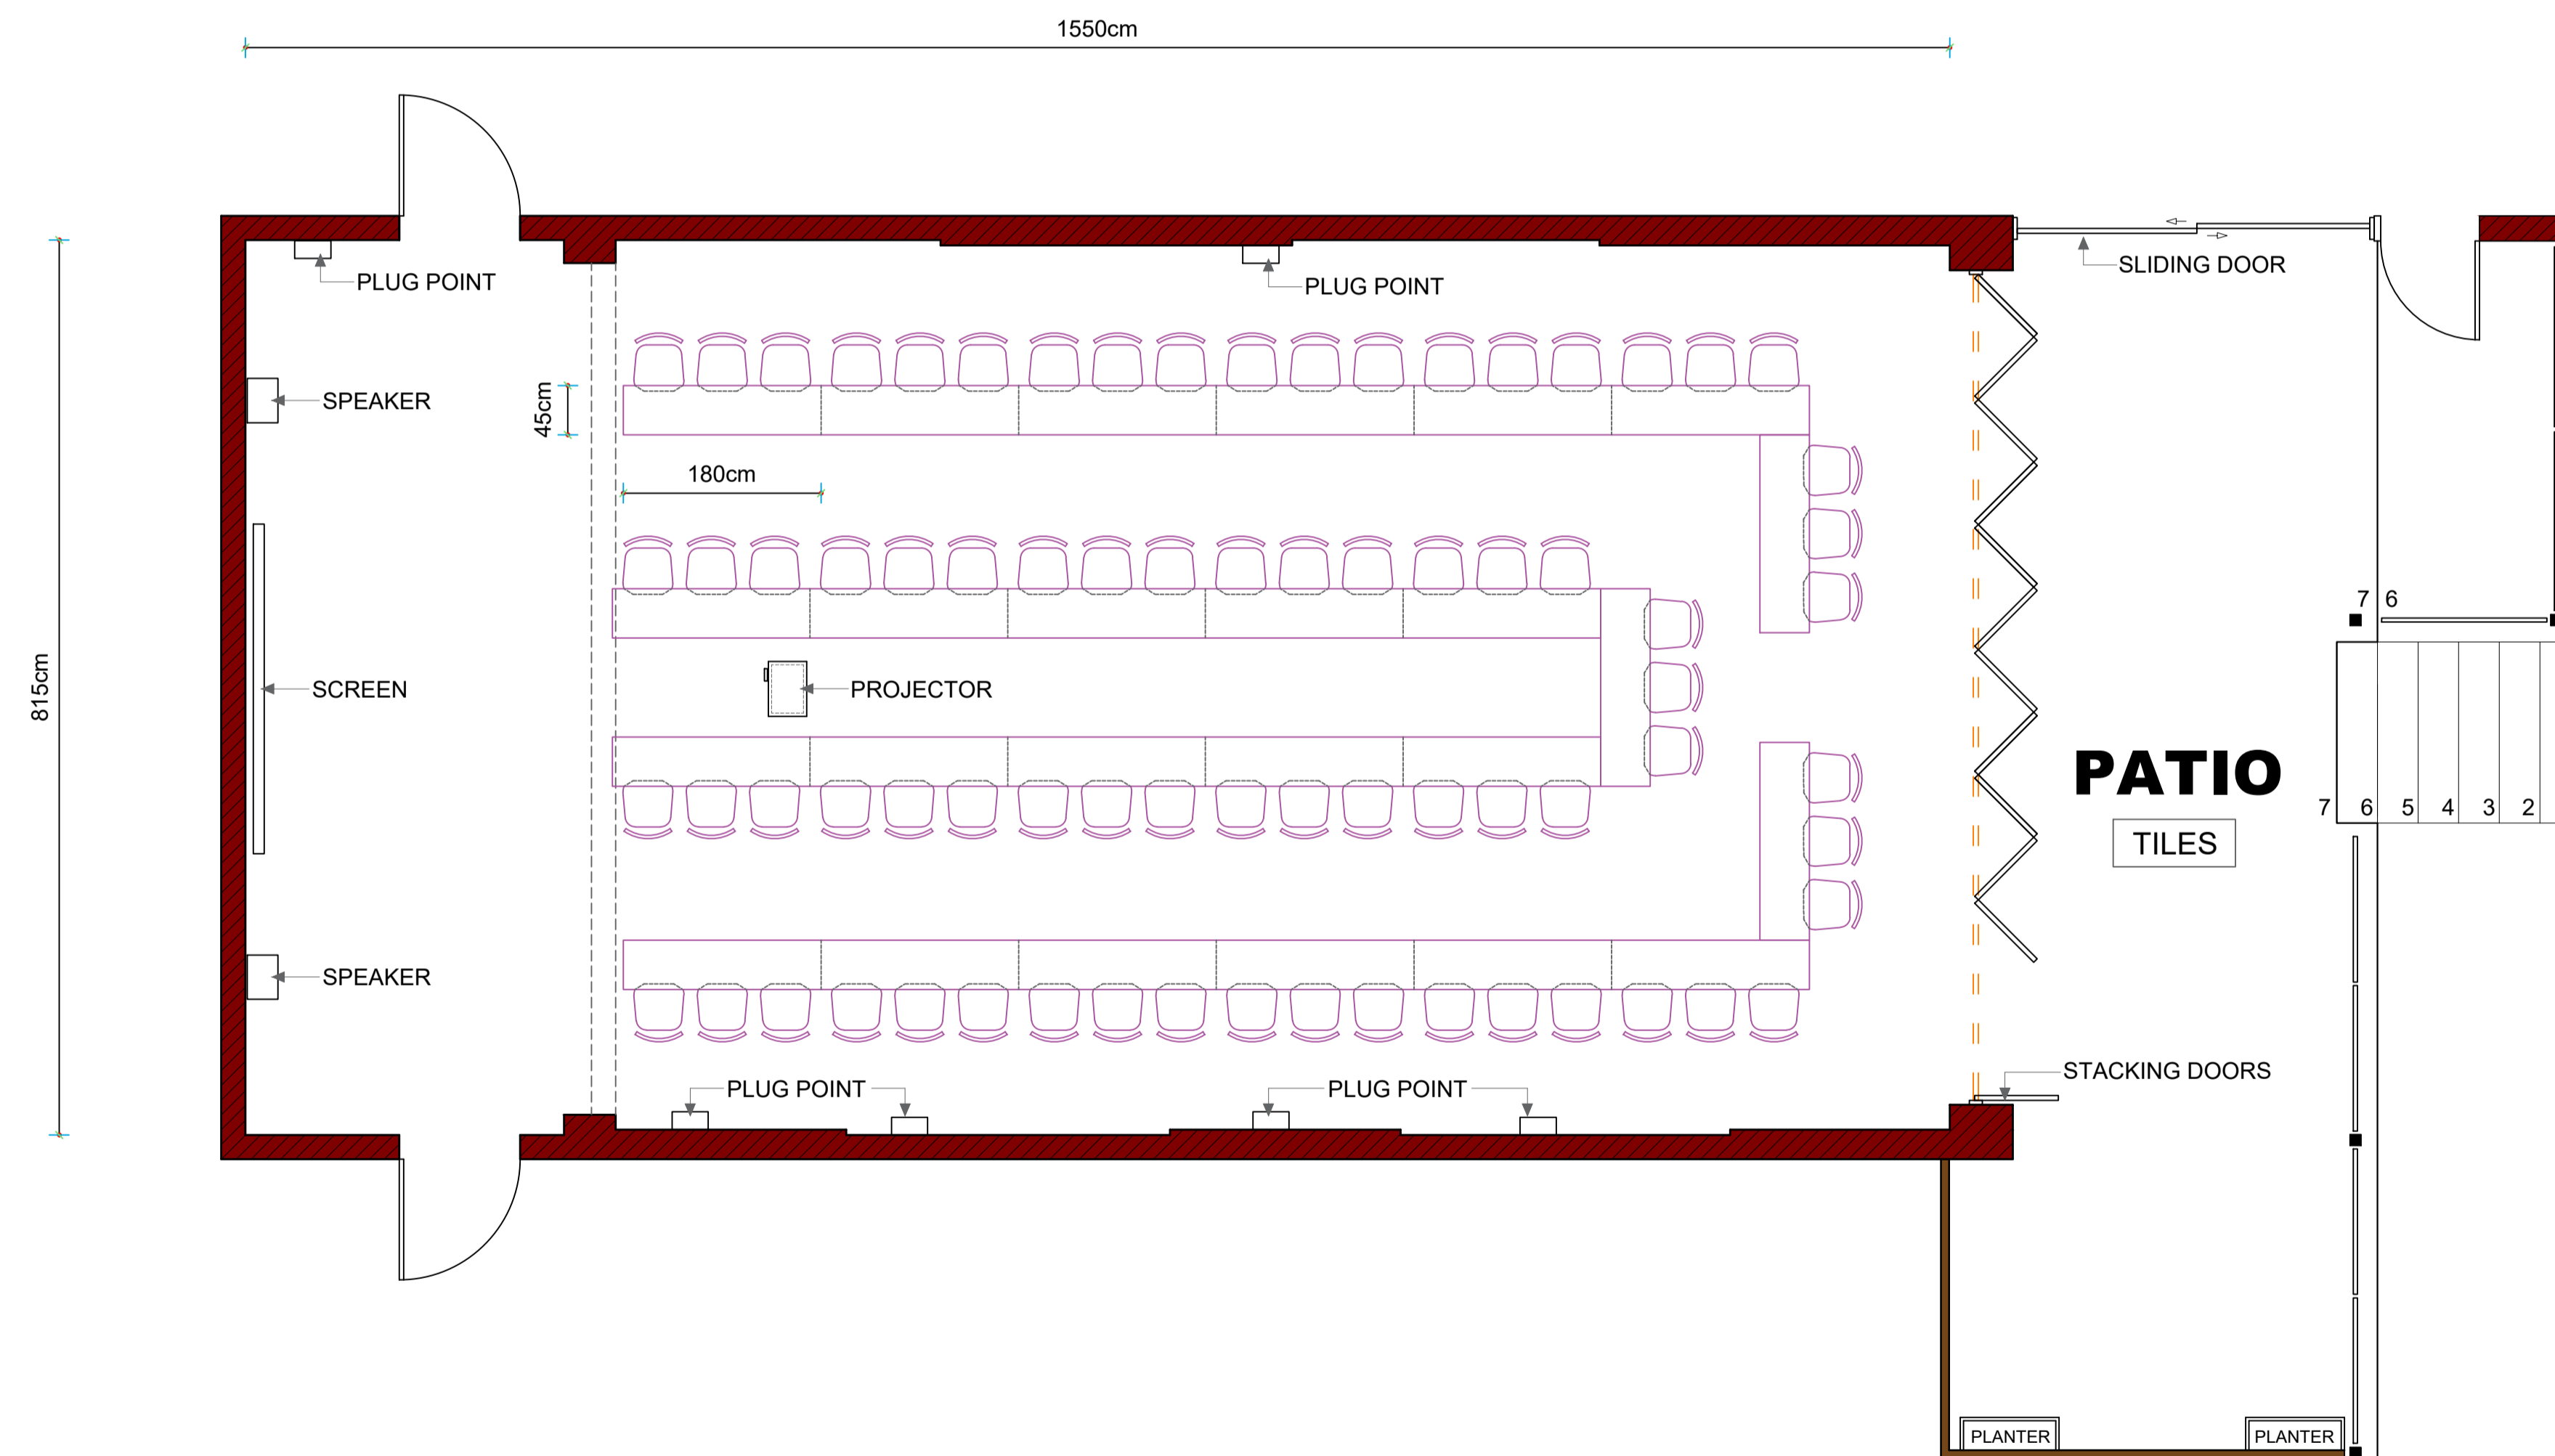 1550cm
SLIDING DOOR
PLUG POINT
PLUG POINT
SPEAKER
45cm
180cm
7 6
815cm
SCREEN
PROJECTOR
PATIO
7 6 5 4 3 2
TILES
SPEAKER
STACKING DOORS
PLUG POINT
PLUG POINT
PLANTER
PLANTER